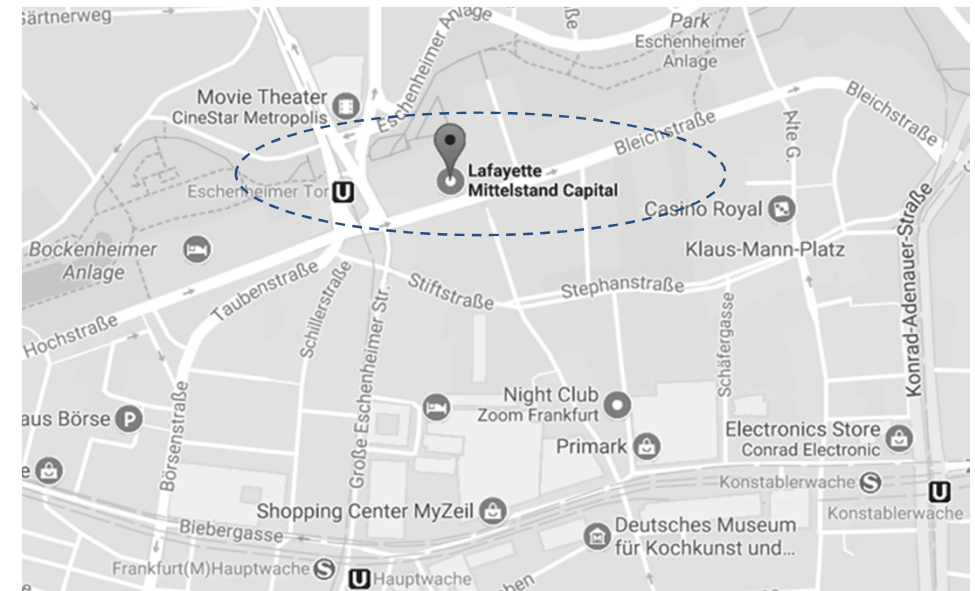 Gärtnerweg
Park
Eschenheimer
Anlage
Eschenheimer Anlage
Movie Theater
CineStar Metropolis
Bleichstraße
Bleichstraße
Alte G.
Lafayette
Mittelstand Capital
Eschenheimer Tor
U
Casino Royal
Klaus-Mann-Platz
Bockenheimer
Anlage
Konrad-Adenauer-Straße
Taubenstraße
Schillerstraße
Stiftstraße
Stephanstraße
Hochstraße
Große Eschenheimer Str.
Schäfergasse
Night Club
Zoom Frankfurt
aus Börse
P
Börsenstraße
Primark
Electronics Store
Conrad Electronic
e
Konstablerwache
S
U
Konstablerwache
Shopping Center MyZeil
Biebergasse
Deutsches Museum
für Kochkunst und...
Frankfurt(M)Hauptwache
S
U
Hauptwache
ben